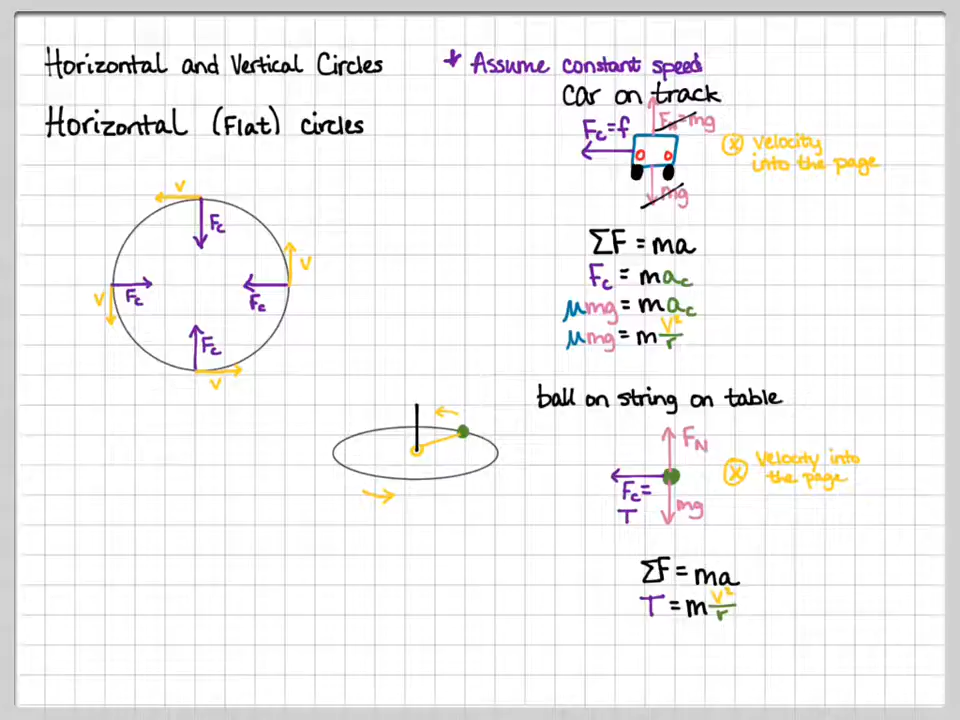 Horizontal and Vertical Circles
* Assume constant speed
Horizontal (Flat) circles
car on track
FN=mg
Fc=f
ⓧ velocity
into the page
mg
v
Fc
v
Fc
v
Fc
Fc
v
ΣF = ma
Fc = mac
μmg = mac
μmg = m v²/r
ball on string on table
FN
ⓧ velocity into
the page
Fc=
T
mg
ΣF = ma
T = m v²/r